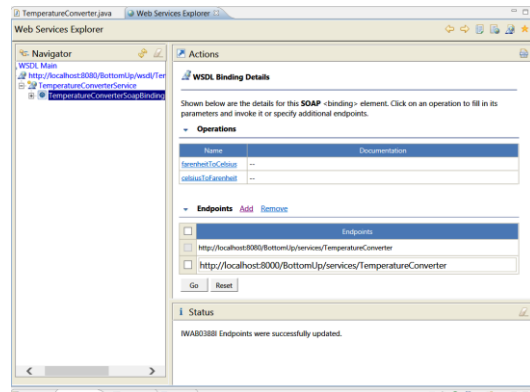 TemperatureConverter.java
Web Services Explorer
Web Services Explorer
Navigator
WSDL Main
http://localhost:8080/BottomUp/wsdl/Ter
TemperatureConverterService
TemperatureConverterSoapBinding
Actions
WSDL Binding Details
Shown below are the details for this SOAP <binding> element. Click on an operation to fill in its
parameters and invoke it or specify additional endpoints.
Operations
Name Documentation
farenheitToCelsius --
celsiusToFarenheit --
Endpoints Add Remove
Endpoints
http://localhost:8080/BottomUp/services/TemperatureConverter
http://localhost:8000/BottomUp/services/TemperatureConverter
Go Reset
Status
IWAB0388I Endpoints were successfully updated.